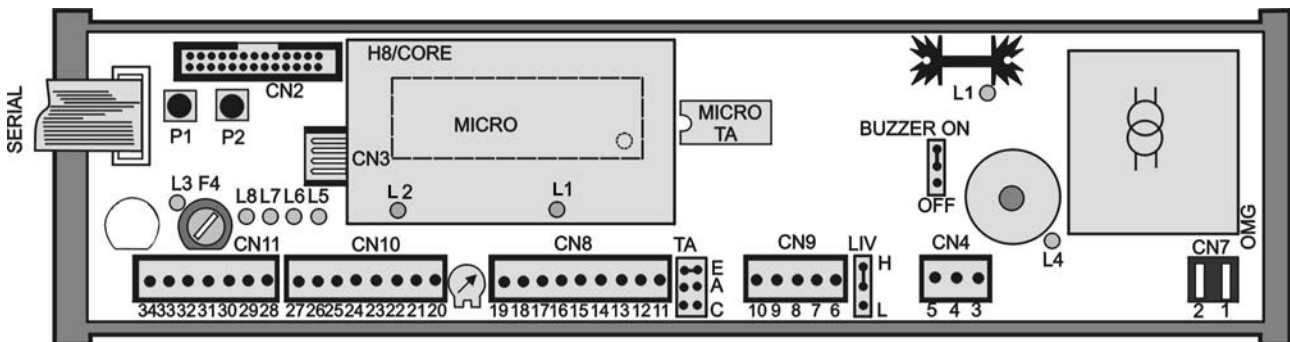 SERIAL
CN2
P1 P2
H8/CORE
MICRO
CN3
L2 L1
MICRO
TA
L1
BUZZER ON
OFF
L4
OMG
L3 F4 L8 L7 L6 L5
CN11 CN10 CN8 TA CN9 LIV CN4 CN7
E
A
C
H
L
34 33 32 31 30 29 28 27 26 25 24 23 22 21 20 19 18 17 16 15 14 13 12 11 10 9 8 7 6 5 4 3 2 1